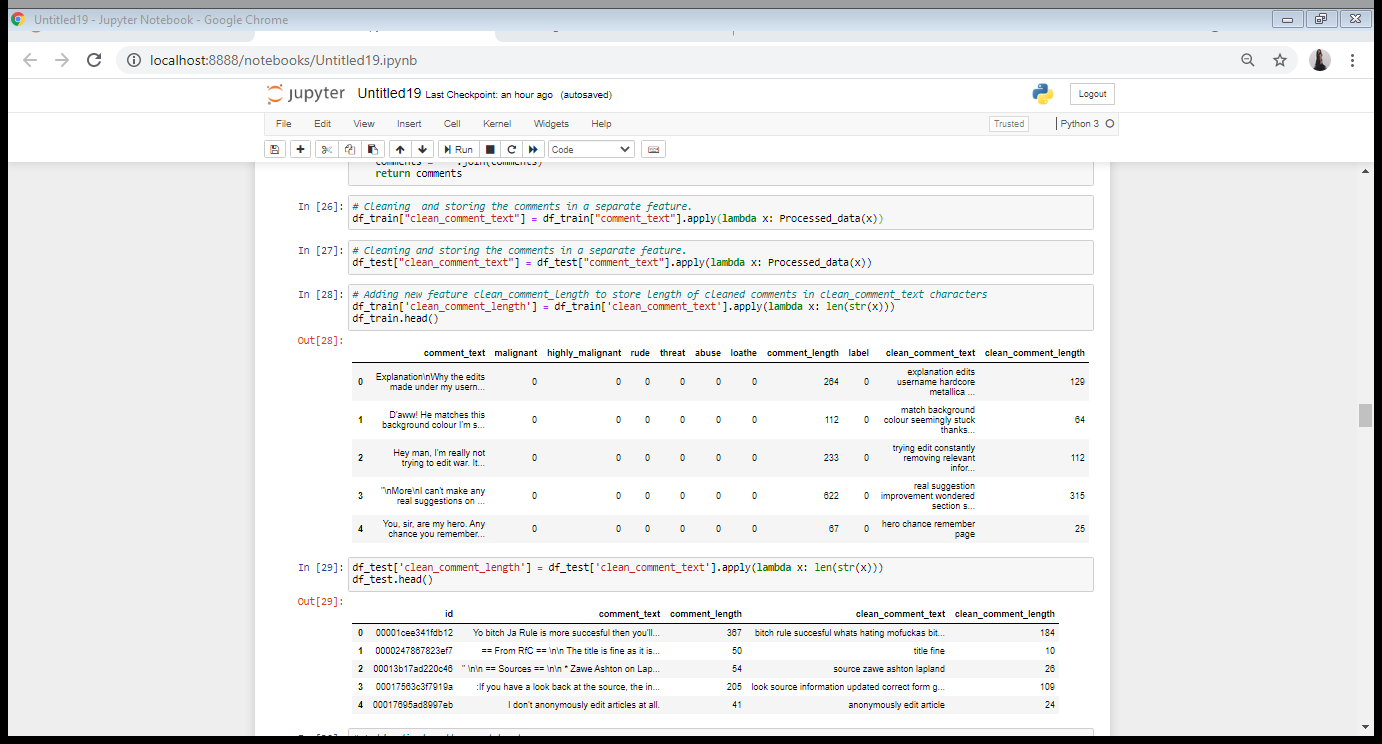 Untitled19 - Jupyter Notebook - Google Chrome
localhost:8888/notebooks/Untitled19.ipynb
jupyter Untitled19 Last Checkpoint: an hour ago (autosaved) Logout
File Edit View Insert Cell Kernel Widgets Help Trusted Python 3
Run Code
return comments
In [26]: # Cleaning  and storing the comments in a separate feature.
df_train["clean_comment_text"] = df_train["comment_text"].apply(lambda x: Processed_data(x))
In [27]: # Cleaning and storing the comments in a separate feature.
df_test["clean_comment_text"] = df_test["comment_text"].apply(lambda x: Processed_data(x))
In [28]: # Adding new feature clean_comment_length to store length of cleaned comments in clean_comment_text characters
df_train['clean_comment_length'] = df_train['clean_comment_text'].apply(lambda x: len(str(x)))
df_train.head()
Out[28]:
comment_text malignant highly_malignant rude threat abuse loathe comment_length label clean_comment_text clean_comment_length
0 Explanation\nWhy the edits made under my usern... 0 0 0 0 0 0 264 0 explanation edits username hardcore metallica ... 129
1 D'aww! He matches this background colour I'm s... 0 0 0 0 0 0 112 0 match background colour seemingly stuck thanks... 64
2 Hey man, I'm really not trying to edit war. It... 0 0 0 0 0 0 233 0 trying edit constantly removing relevant infor... 112
3 "\nMore\nI can't make any real suggestions on ... 0 0 0 0 0 0 622 0 real suggestion improvement wondered section s... 315
4 You, sir, are my hero. Any chance you remember... 0 0 0 0 0 0 67 0 hero chance remember page 25
In [29]: df_test['clean_comment_length'] = df_test['clean_comment_text'].apply(lambda x: len(str(x)))
df_test.head()
Out[29]:
id comment_text comment_length clean_comment_text clean_comment_length
0 00001cee341fdb12 Yo bitch Ja Rule is more succesful then you'll... 367 bitch rule succesful whats hating mofuckas bit... 184
1 0000247867823ef7 == From RfC == \n\n The title is fine as it is... 50 title fine 10
2 00013b17ad220c46 " \n\n == Sources == \n\n * Zawe Ashton on Lap... 54 source zawe ashton lapland 26
3 00017563c3f7919a :If you have a look back at the source, the in... 205 look source information updated correct form g... 109
4 00017695ad8997eb I don't anonymously edit articles at all. 41 anonymously edit article 24